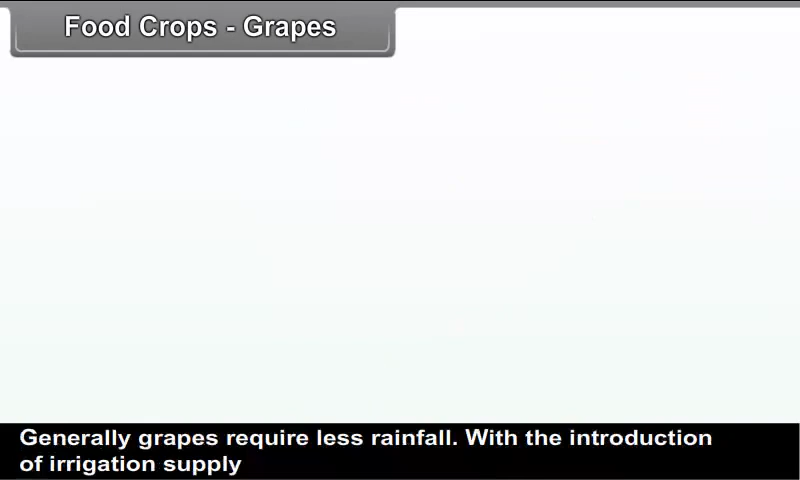 Food Crops - Grapes
Generally grapes require less rainfall. With the introduction
of irrigation supply